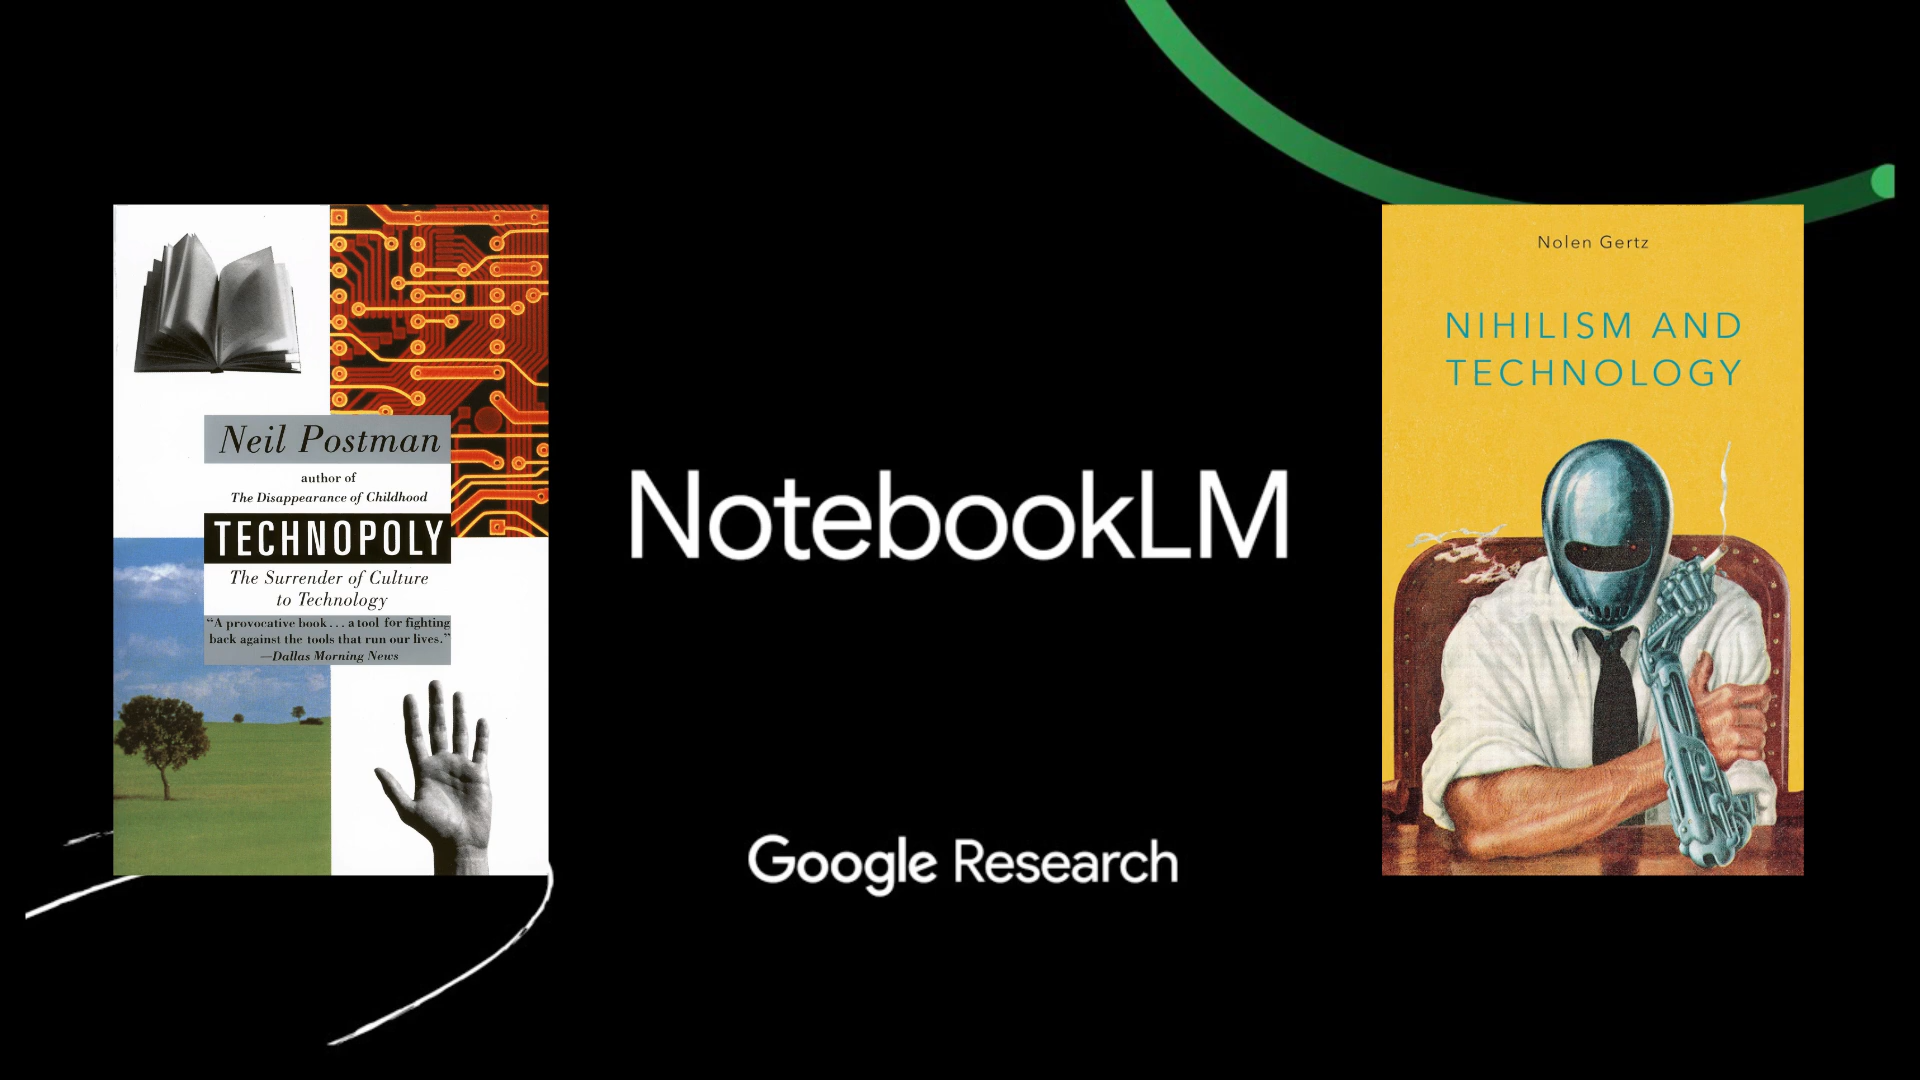 Neil Postman
author of
The Disappearance of Childhood
TECHNOPOLY
The Surrender of Culture
to Technology
“A provocative book . . . a tool for fighting
back against the tools that run our lives.”
—Dallas Morning News
NotebookLM
Google Research
Nolen Gertz
NIHILISM AND
TECHNOLOGY